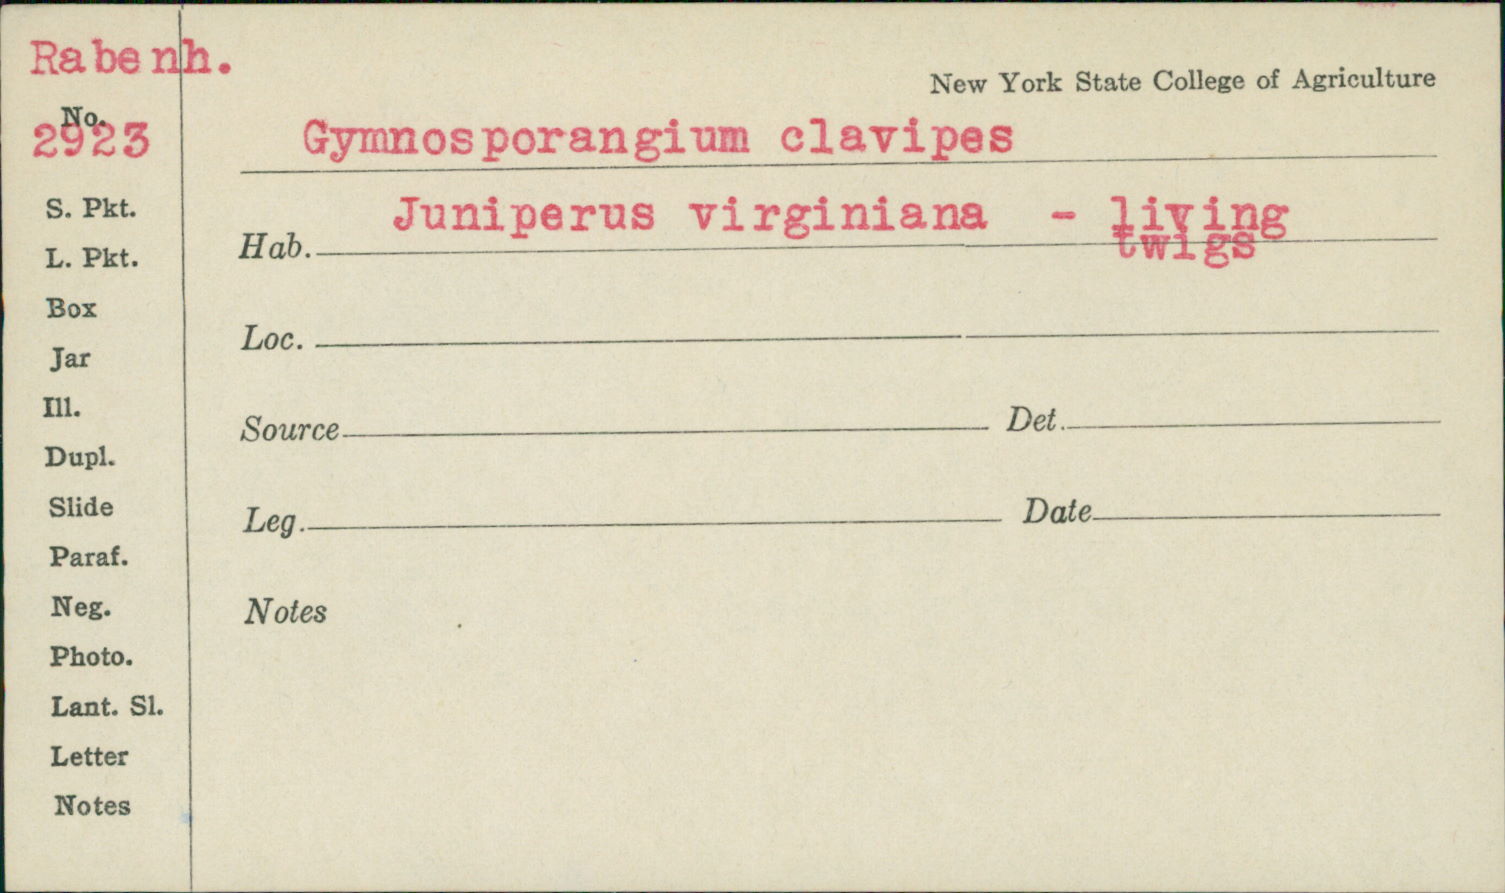 Rabenh.
New York State College of Agriculture
No.
2923
Gymnosporangium clavipes
S. Pkt.
Hab. Juniperus virginiana - living
twigs
L. Pkt.
Box
Loc.
Jar
Ill.
Source Det.
Dupl.
Slide
Leg. Date
Paraf.
Neg.
Notes
Photo.
Lant. Sl.
Letter
Notes